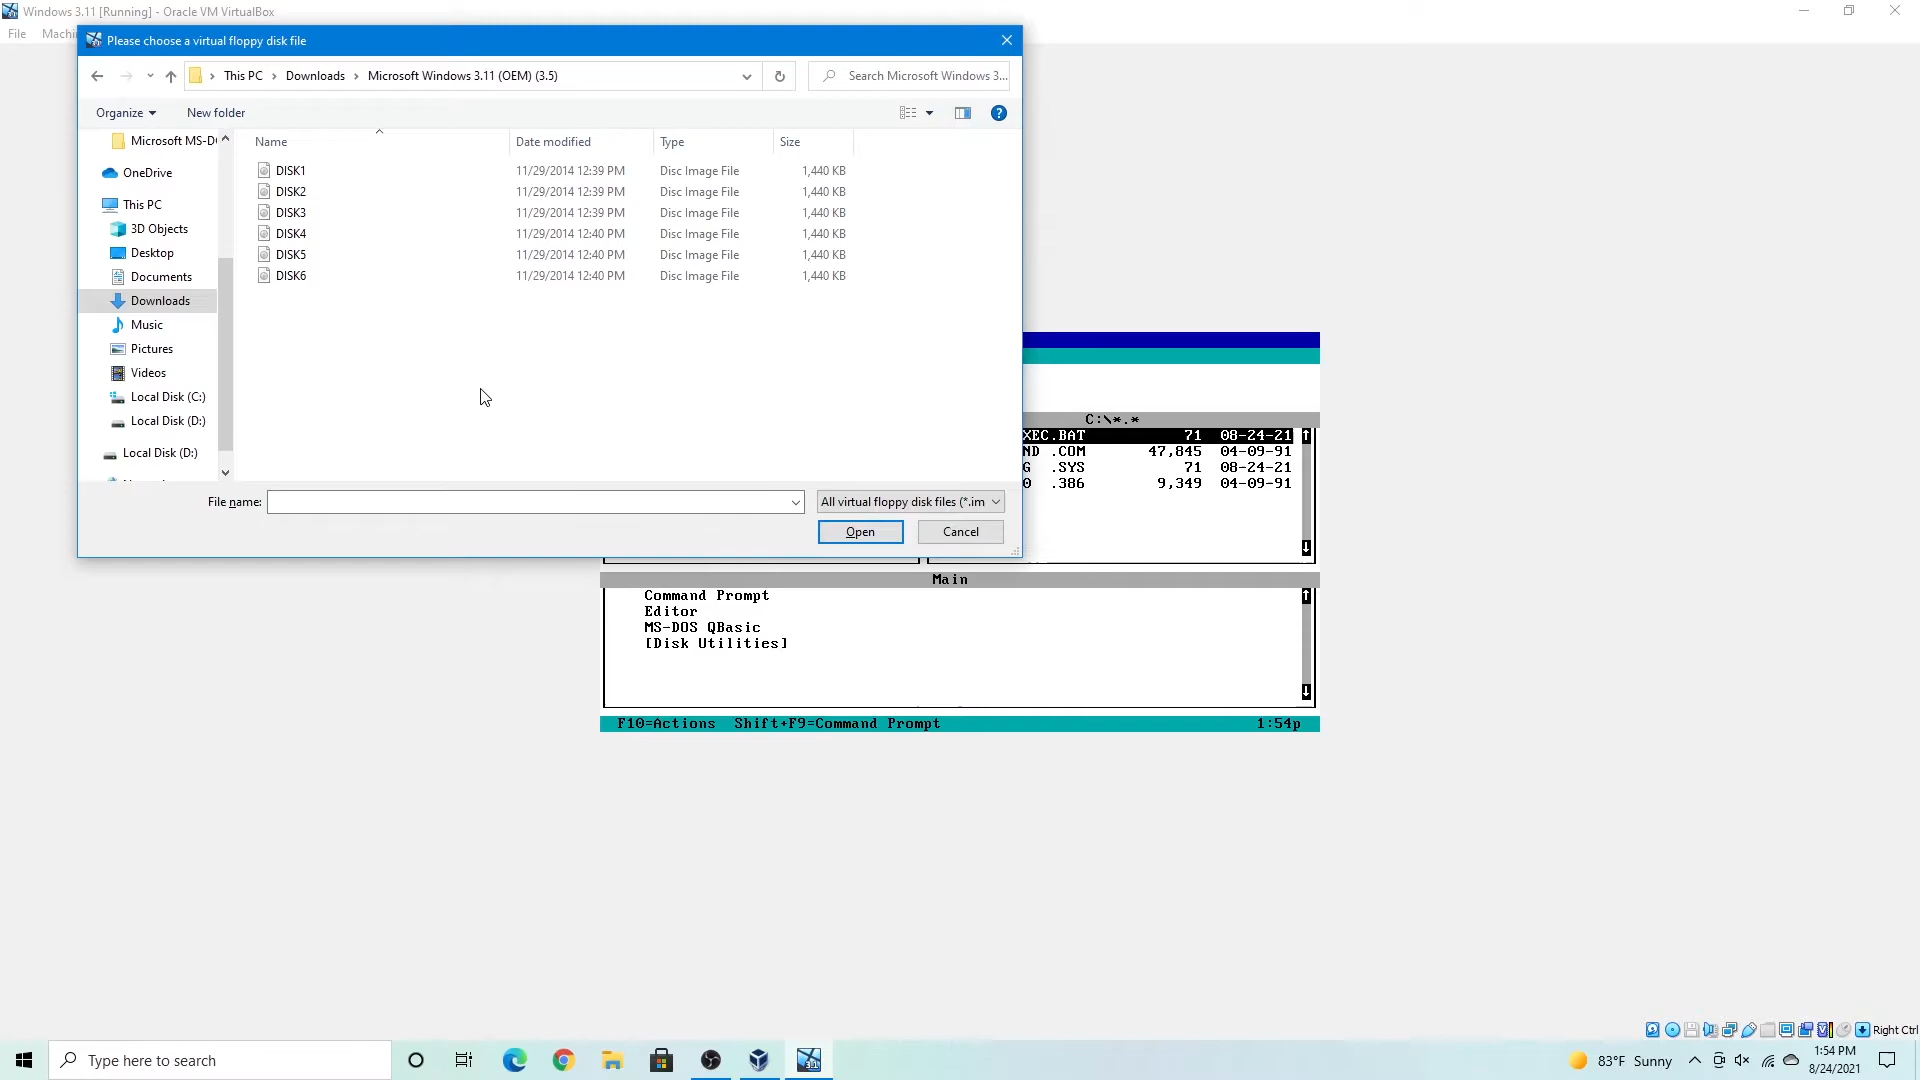 Windows 3.11 [Running] - Oracle VM VirtualBox
File Machi
Please choose a virtual floppy disk file
This PC > Downloads > Microsoft Windows 3.11 (OEM) (3.5)
Search Microsoft Windows 3...
Organize
New folder
Name
Date modified
Type
Size
DISK1 11/29/2014 12:39 PM Disc Image File 1,440 KB
DISK2 11/29/2014 12:39 PM Disc Image File 1,440 KB
DISK3 11/29/2014 12:39 PM Disc Image File 1,440 KB
DISK4 11/29/2014 12:40 PM Disc Image File 1,440 KB
DISK5 11/29/2014 12:40 PM Disc Image File 1,440 KB
DISK6 11/29/2014 12:40 PM Disc Image File 1,440 KB
Microsoft MS-D
OneDrive
This PC
3D Objects
Desktop
Documents
Downloads
Music
Pictures
Videos
Local Disk (C:)
Local Disk (D:)
Local Disk (D:)
File name:
All virtual floppy disk files (*.im
Open
Cancel
C:\*.*
XEC.BAT 71 08-24-21
ND .COM 47,845 04-09-91
G .SYS 71 08-24-21
0 .386 9,349 04-09-91
Main
Command Prompt
Editor
MS-DOS QBasic
[Disk Utilities]
F10=Actions Shift+F9=Command Prompt 1:54p
Right Ctrl
Type here to search
83°F Sunny
1:54 PM
8/24/2021